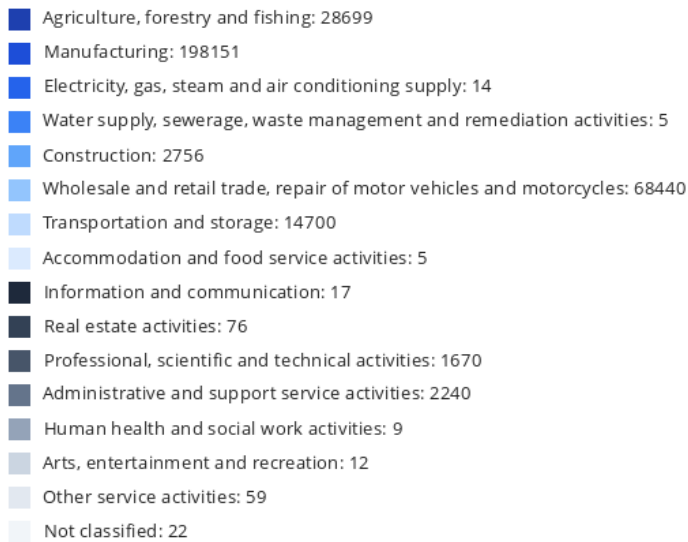 Agriculture, forestry and fishing: 28699
Manufacturing: 198151
Electricity, gas, steam and air conditioning supply: 14
Water supply, sewerage, waste management and remediation activities: 5
Construction: 2756
Wholesale and retail trade, repair of motor vehicles and motorcycles: 68440
Transportation and storage: 14700
Accommodation and food service activities: 5
Information and communication: 17
Real estate activities: 76
Professional, scientific and technical activities: 1670
Administrative and support service activities: 2240
Human health and social work activities: 9
Arts, entertainment and recreation: 12
Other service activities: 59
Not classified: 22